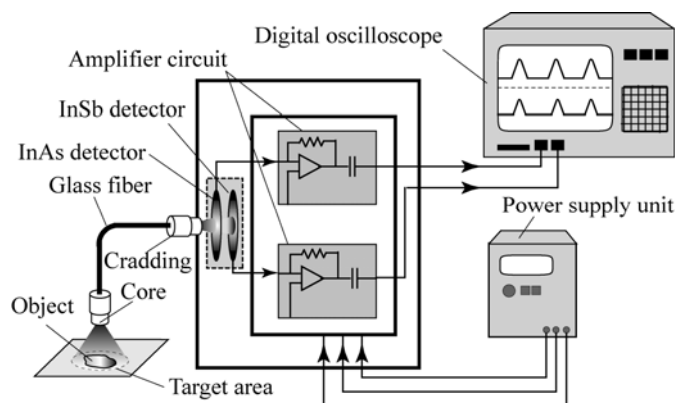 Digital oscilloscope
Amplifier circuit
InSb detector
InAs detector
Glass fiber
Cradding
Core
Object
Target area
Power supply unit